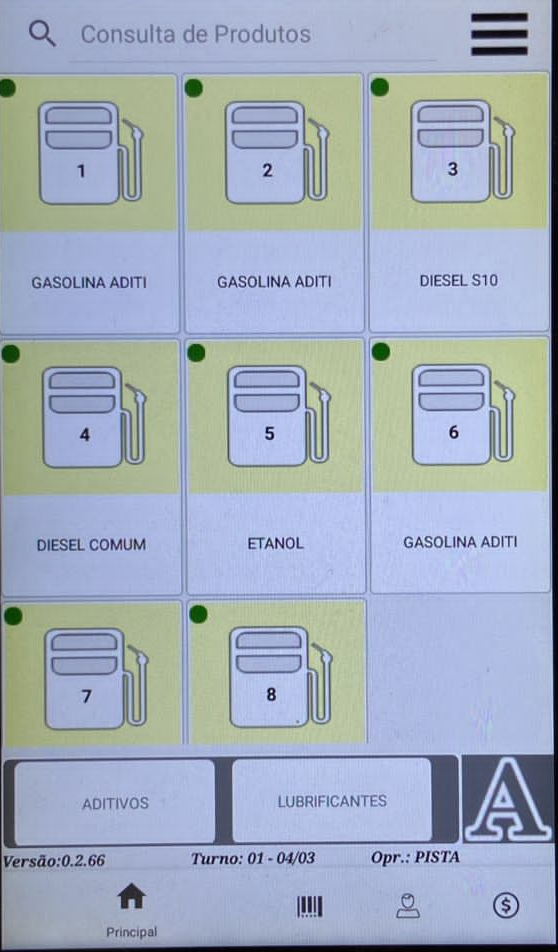 Consulta de Produtos
1
2
3
GASOLINA ADITI
GASOLINA ADITI
DIESEL S10
4
5
6
DIESEL COMUM
ETANOL
GASOLINA ADITI
7
8
ADITIVOS
LUBRIFICANTES
A
Versão:0.2.66
Turno: 01 - 04/03
Opr.: PISTA
$
Principal